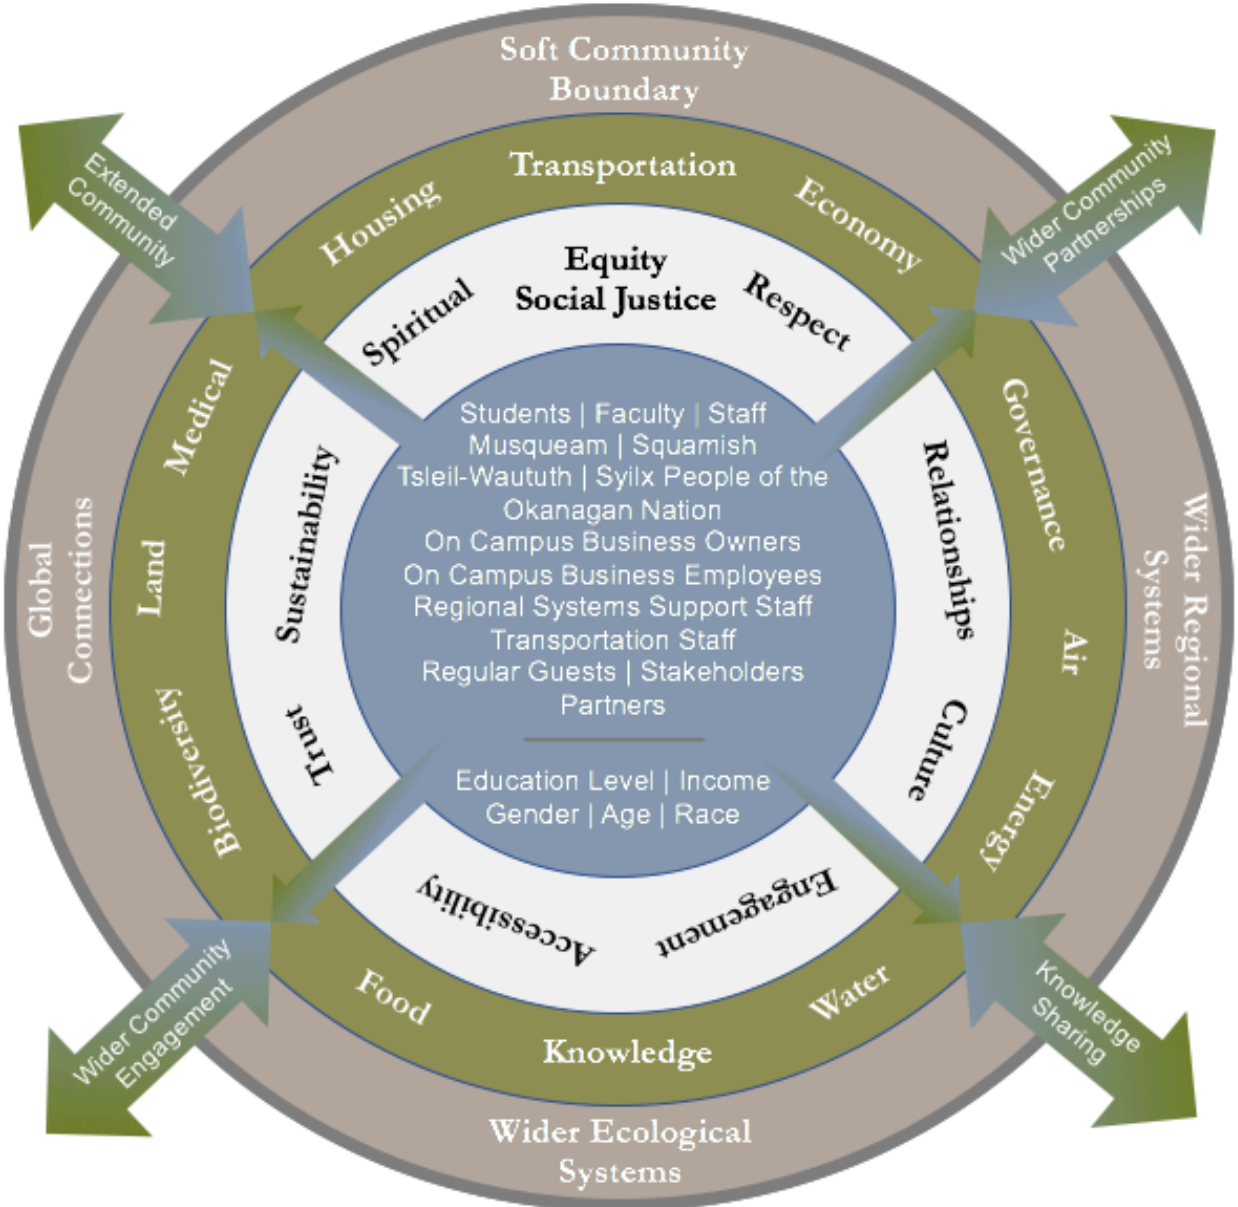 Soft Community
Boundary
Transportation
Housing
Economy
Extended
Community
Wider Community
Partnerships
Equity
Social Justice
Spiritual
Respect
Medical
Governance
Students | Faculty | Staff
Musqueam | Squamish
Tsleil-Waututh | Syilx People of the
Okanagan Nation
On Campus Business Owners
On Campus Business Employees
Regional Systems Support Staff
Transportation Staff
Regular Guests | Stakeholders
Partners
Education Level | Income
Gender | Age | Race
Sustainability
Relationships
Global
Connections
Land
Air
Wider Regional
Systems
Trust
Culture
Biodiversity
Energy
Accessibility
Engagement
Wider Community
Engagement
Food
Water
Knowledge
Sharing
Knowledge
Wider Ecological
Systems